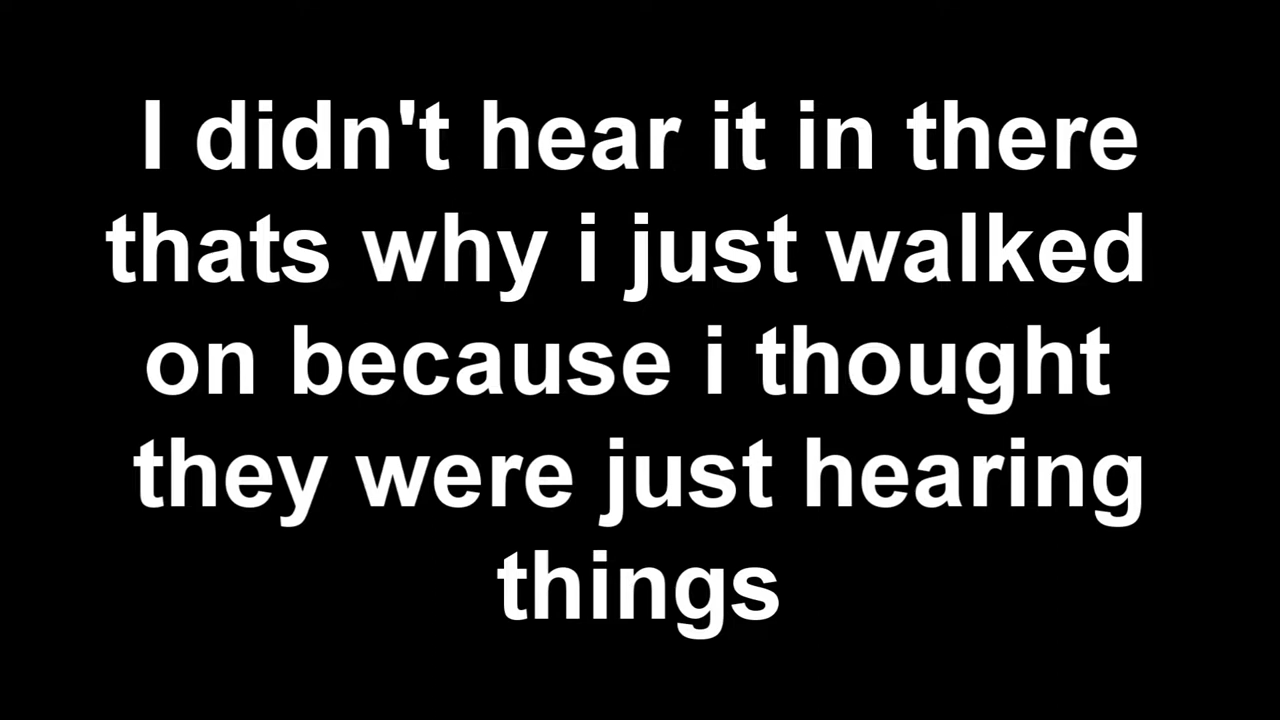 I didn't hear it in there
thats why i just walked
on because i thought
they were just hearing
things